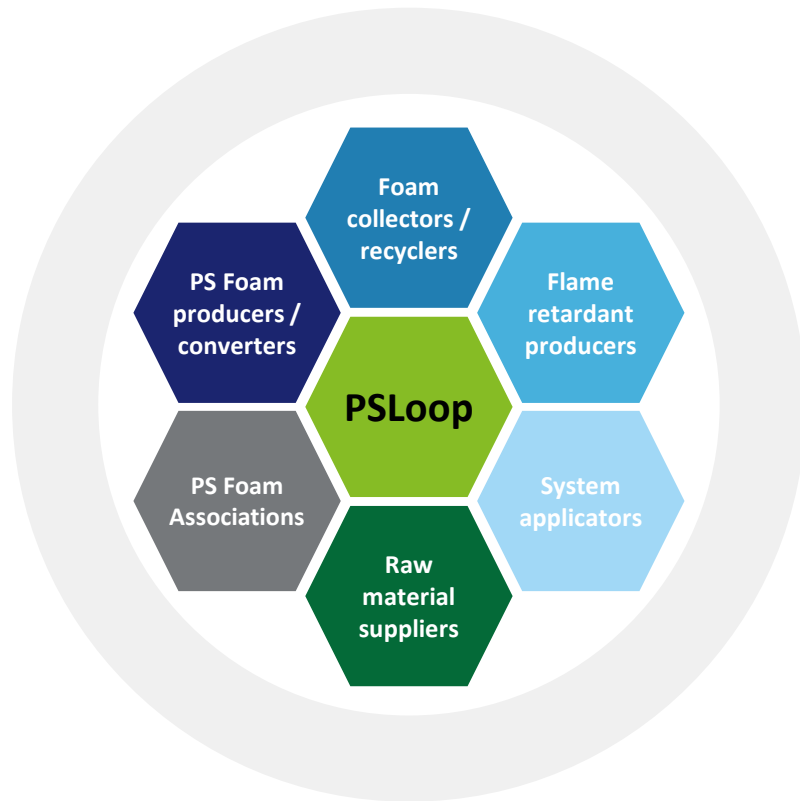 Foam
collectors /
recyclers
PS Foam
producers /
converters
Flame
retardant
producers
PSLoop
PS Foam
Associations
System
applicators
Raw
material
suppliers